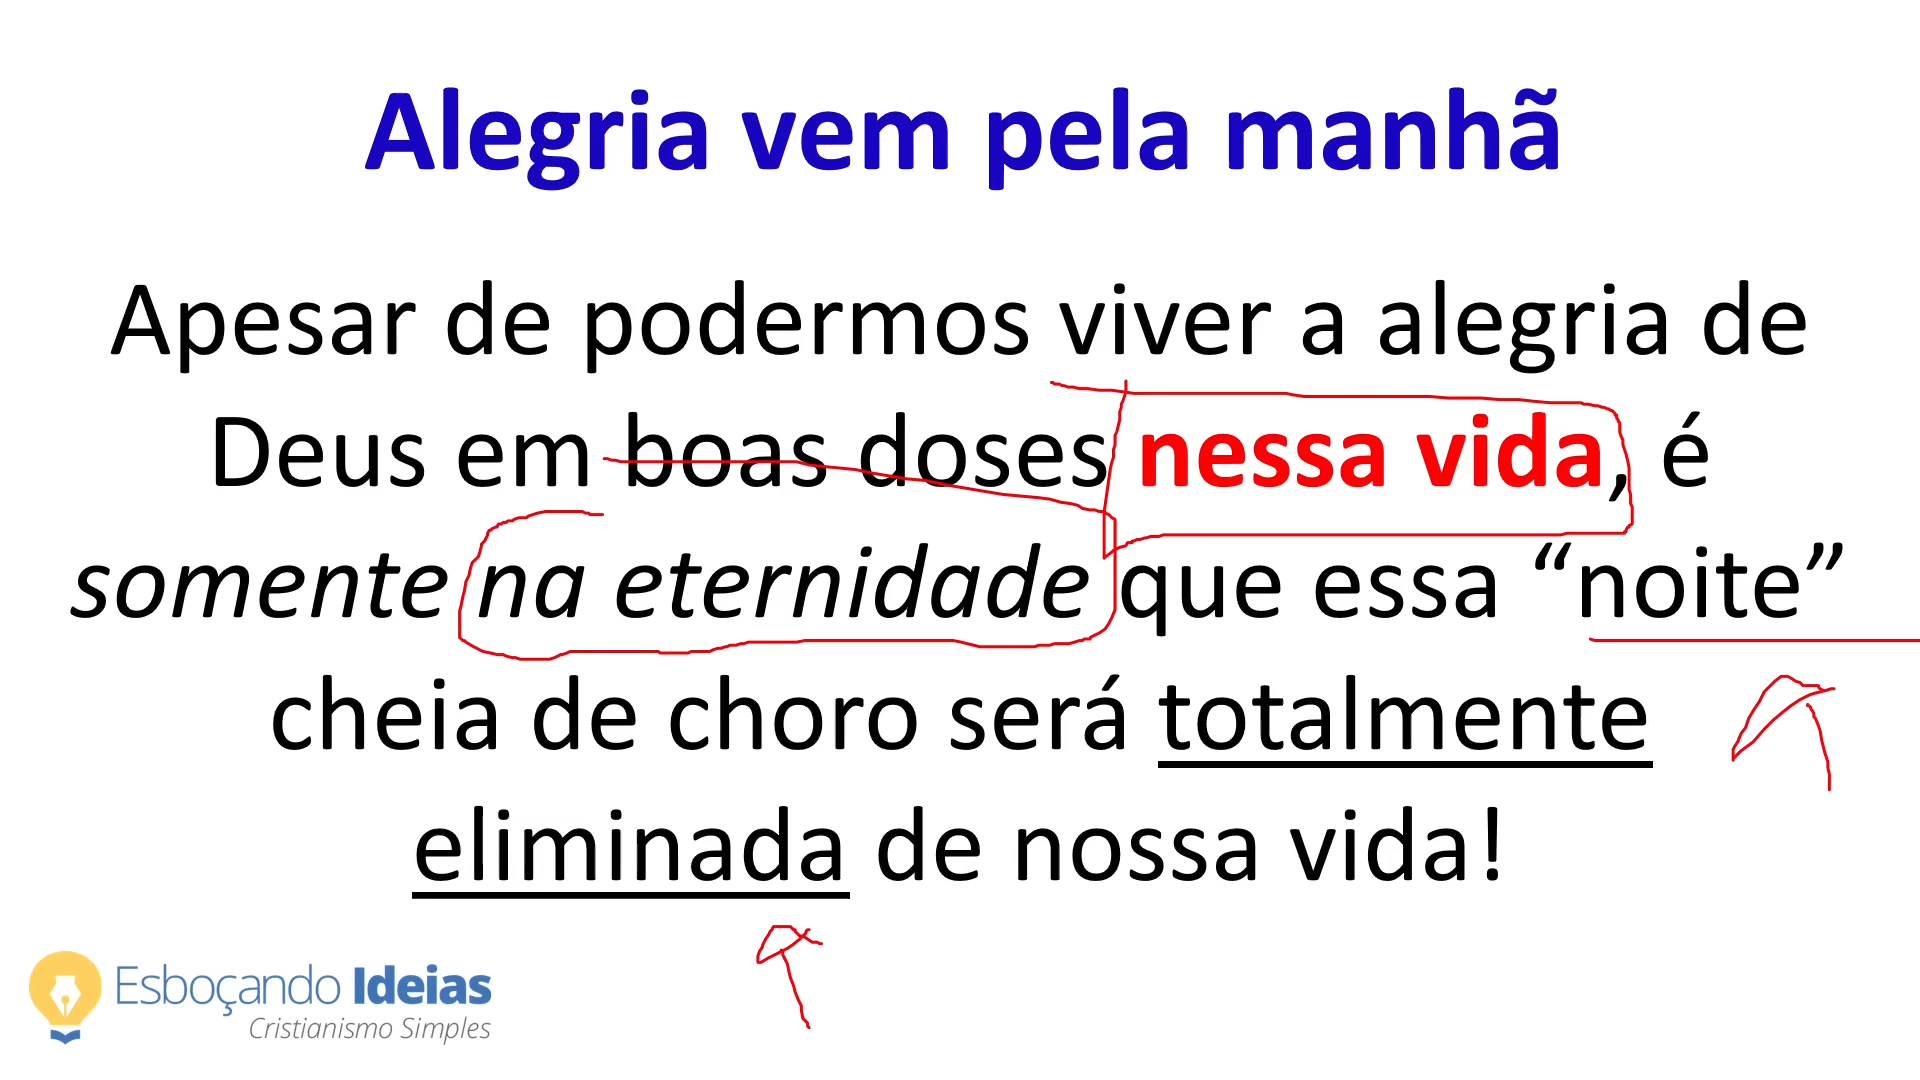 Alegria vem pela manhã
Apesar de podermos viver a alegria de
Deus em boas doses nessa vida, é
somente na eternidade que essa “noite”
cheia de choro será totalmente
eliminada de nossa vida!
Esboçando Ideias
Cristianismo Simples